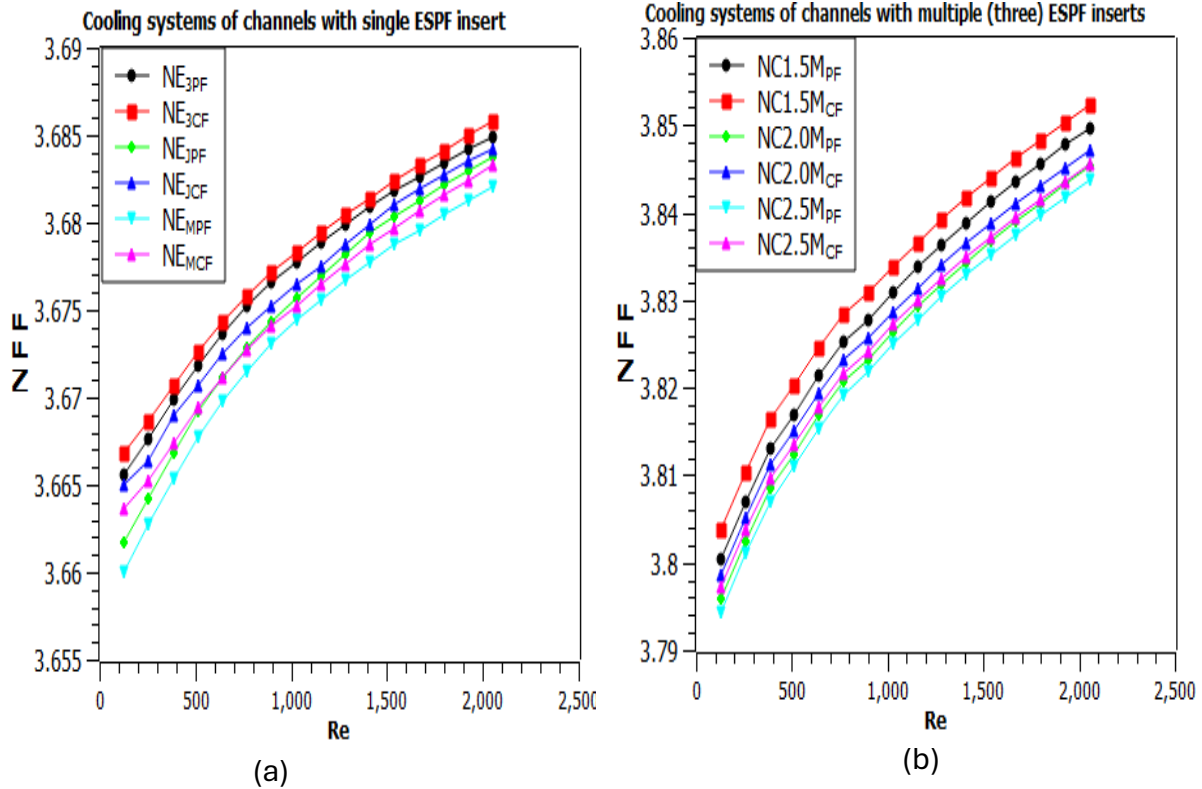 Cooling systems of channels with single ESPF insert
3.69
3.685
3.68
3.675
3.67
3.665
3.66
3.655
ZFF
NE3PF
NE3CF
NEJPF
NEJCF
NEMPF
NEMCF
0 500 1,000 1,500 2,000 2,500
Re
(a)
Cooling systems of channels with multiple (three) ESPF inserts
3.86
3.85
3.84
3.83
3.82
3.81
3.8
3.79
ZFF
NC1.5MPF
NC1.5MCF
NC2.0MPF
NC2.0MCF
NC2.5MPF
NC2.5MCF
0 500 1,000 1,500 2,000 2,500
Re
(b)